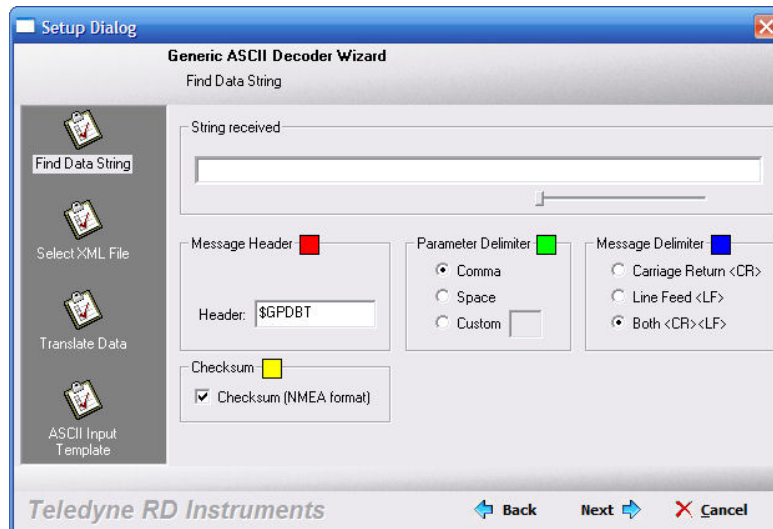 Setup Dialog
Generic ASCII Decoder Wizard
Find Data String
Find Data String
Select XML File
Translate Data
ASCII Input
Template
String received
Message Header
Header: $GPDBT
Parameter Delimiter
Comma
Space
Custom
Message Delimiter
Carriage Return <CR>
Line Feed <LF>
Both <CR><LF>
Checksum
Checksum (NMEA format)
Teledyne RD Instruments
Back
Next
Cancel